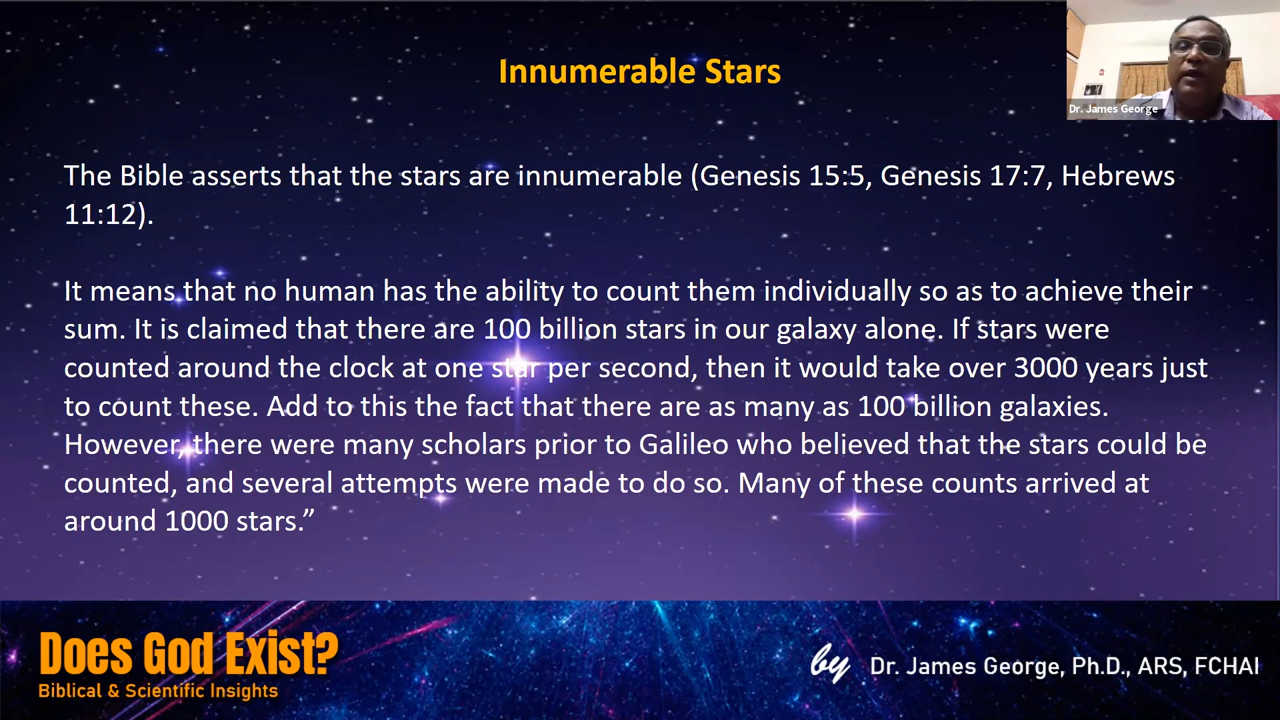 Innumerable Stars
Dr. James George
The Bible asserts that the stars are innumerable (Genesis 15:5, Genesis 17:7, Hebrews
11:12).
It means that no human has the ability to count them individually so as to achieve their
sum. It is claimed that there are 100 billion stars in our galaxy alone. If stars were
counted around the clock at one star per second, then it would take over 3000 years just
to count these. Add to this the fact that there are as many as 100 billion galaxies.
However, there were many scholars prior to Galileo who believed that the stars could be
counted, and several attempts were made to do so. Many of these counts arrived at
around 1000 stars.”
Does God Exist?
Biblical & Scientific Insights
by Dr. James George, Ph.D., ARS, FCHAI